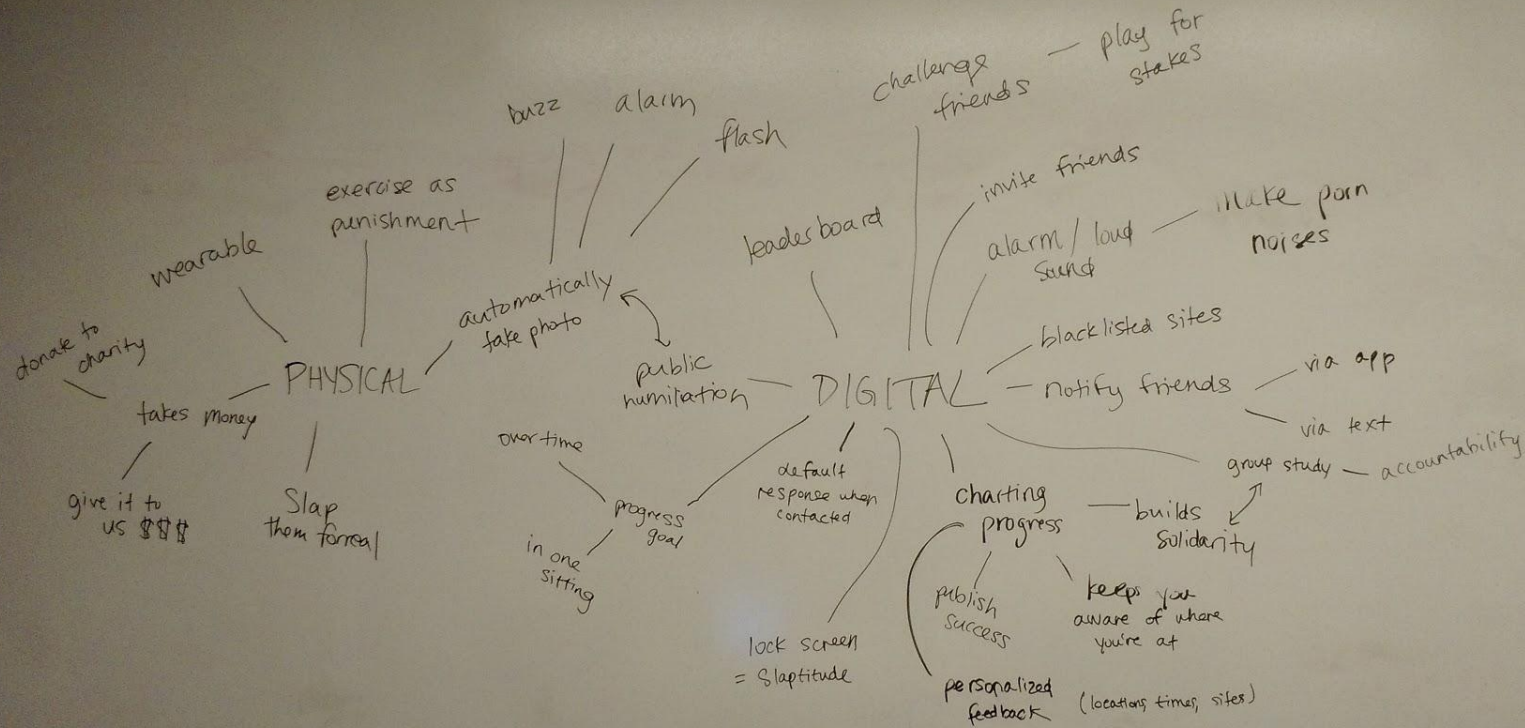 challenge
friends
play for
stakes
buzz
alarm
flash
invite friends
exercise as
punishment
wearable
leaderboard
alarm / loud
sound
Make porn
noises
automatically
take photo
donate to
charity
PHYSICAL
takes money
give it to
us $$$
Slap
them forreal
public
humiliation
DIGITAL
blacklisted sites
notify friends
via app
via text
group study
accountability
over time
progress
goal
in one
sitting
default
response when
contacted
charting
progress
builds
solidarity
publish
success
keeps you
aware of where
you're at
lock screen
= Slaptitude
personalized
feedback
(locations, times, sites)